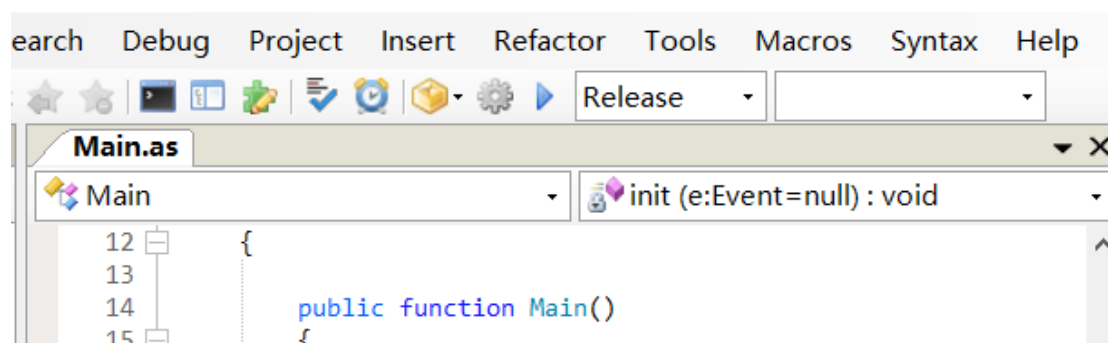 earch Debug Project Insert Refactor Tools Macros Syntax Help
Release
Main.as
Main init (e:Event=null) : void
12 {
13
14 public function Main()
15 {